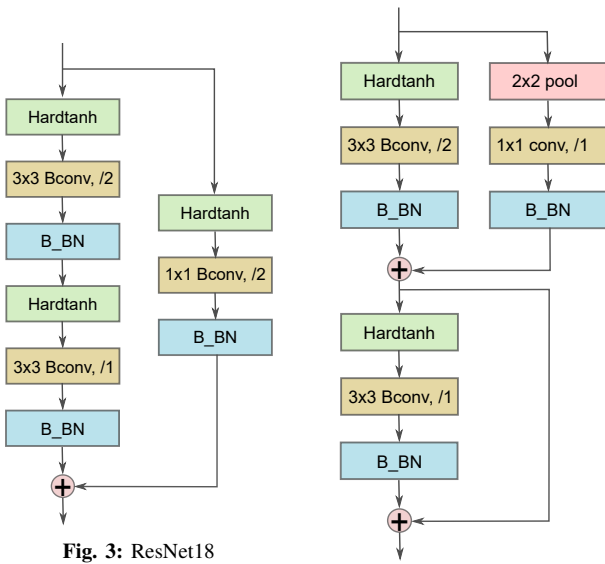 Hardtanh
3x3 Bconv, /2
B_BN
Hardtanh
3x3 Bconv, /1
B_BN
+
Hardtanh
1x1 Bconv, /2
B_BN
Fig. 3: ResNet18
Hardtanh
3x3 Bconv, /2
B_BN
+
2x2 pool
1x1 conv, /1
B_BN
Hardtanh
3x3 Bconv, /1
B_BN
+